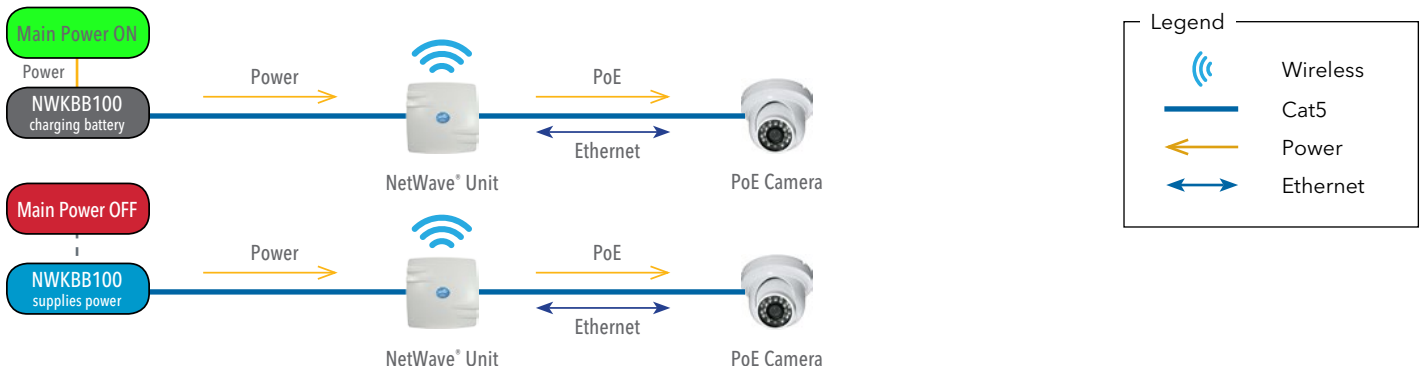 Main Power ON
Power
NWKBB100
charging battery
Power
PoE
Ethernet
NetWave® Unit
PoE Camera
Main Power OFF
NWKBB100
supplies power
Power
PoE
Ethernet
NetWave® Unit
PoE Camera
Legend
Wireless
Cat5
Power
Ethernet